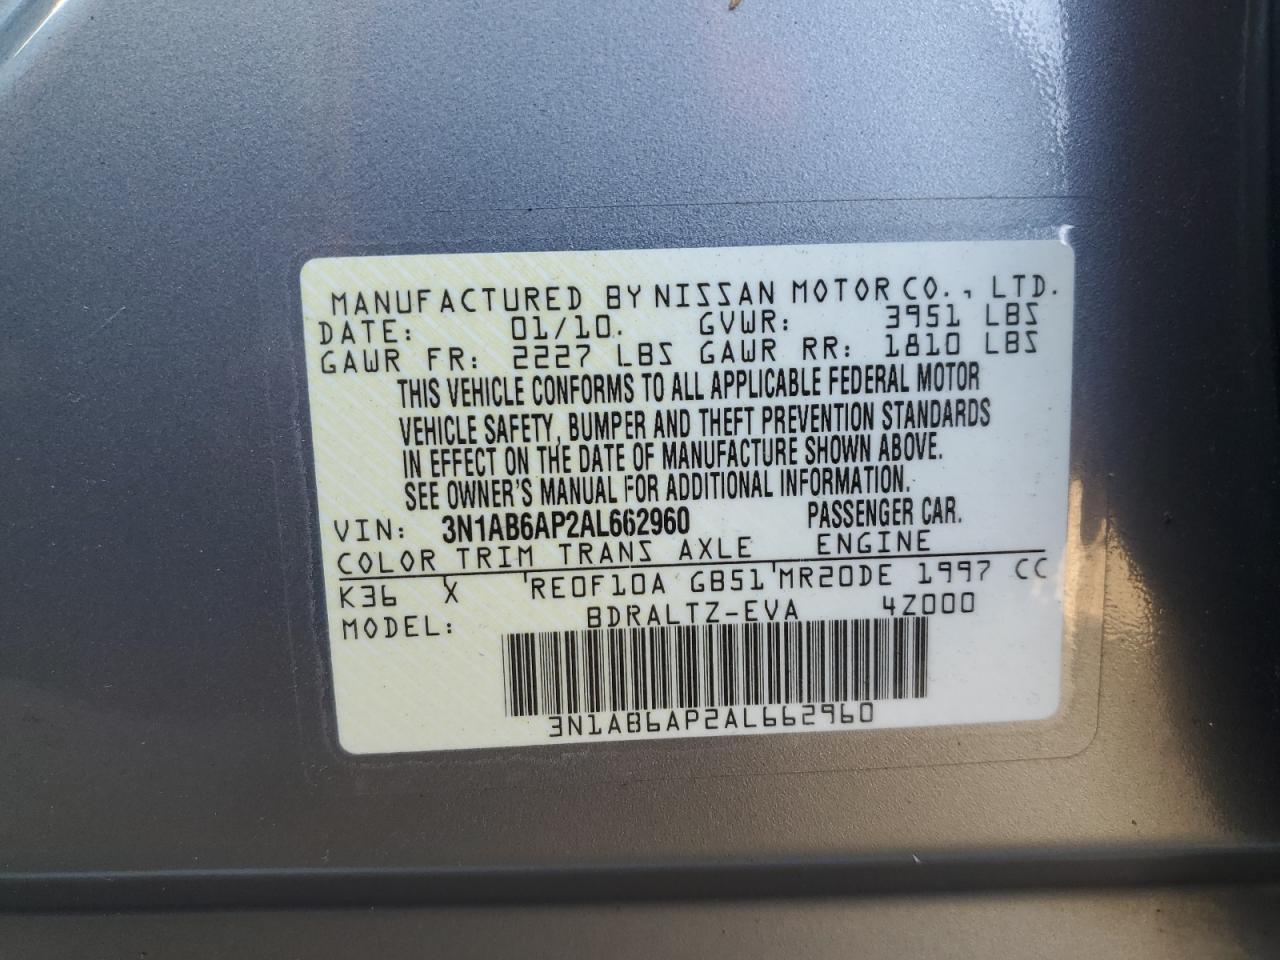 MANUFACTURED BY NISSAN MOTOR CO., LTD.
DATE: 01/10. GVWR: 3951 LBS
GAWR FR: 2227 LBS GAWR RR: 1810 LBS
THIS VEHICLE CONFORMS TO ALL APPLICABLE FEDERAL MOTOR
VEHICLE SAFETY, BUMPER AND THEFT PREVENTION STANDARDS
IN EFFECT ON THE DATE OF MANUFACTURE SHOWN ABOVE.
SEE OWNER'S MANUAL FOR ADDITIONAL INFORMATION.
VIN: 3N1AB6AP2AL662960 PASSENGER CAR.
COLOR TRIM TRANS AXLE ENGINE
K36 X RE0F10A GB51 MR20DE 1997 CC
MODEL: BDRALTZ-EVA 4Z000
3N1AB6AP2AL662960